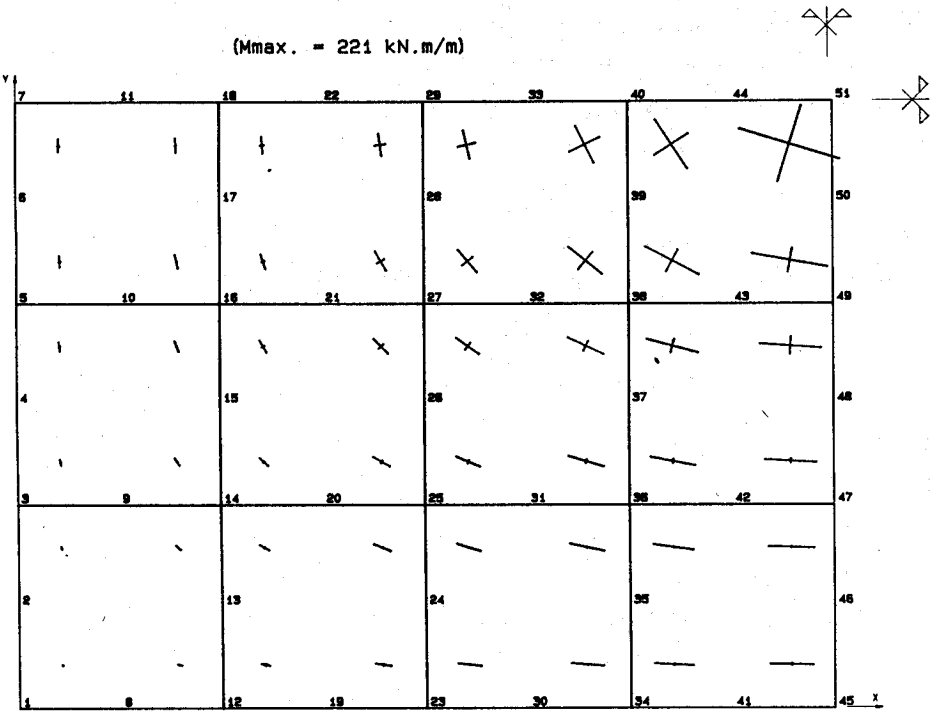 (Mmax. = 221 kN.m/m)
Y
7 11 18 22 29 33 40 44 51
6 17 28 39 50
5 10 16 21 27 32 38 43 49
4 15 26 37 48
3 9 14 20 25 31 36 42 47
2 13 24 35 46
1 8 12 19 23 30 34 41 45
X